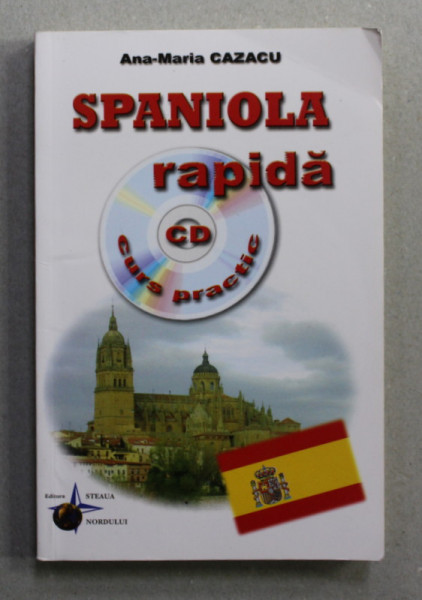 Ana-Maria CAZACU
SPANIOLA
rapidă
CD
curs practic
Editura STEAUA
NORDULUI